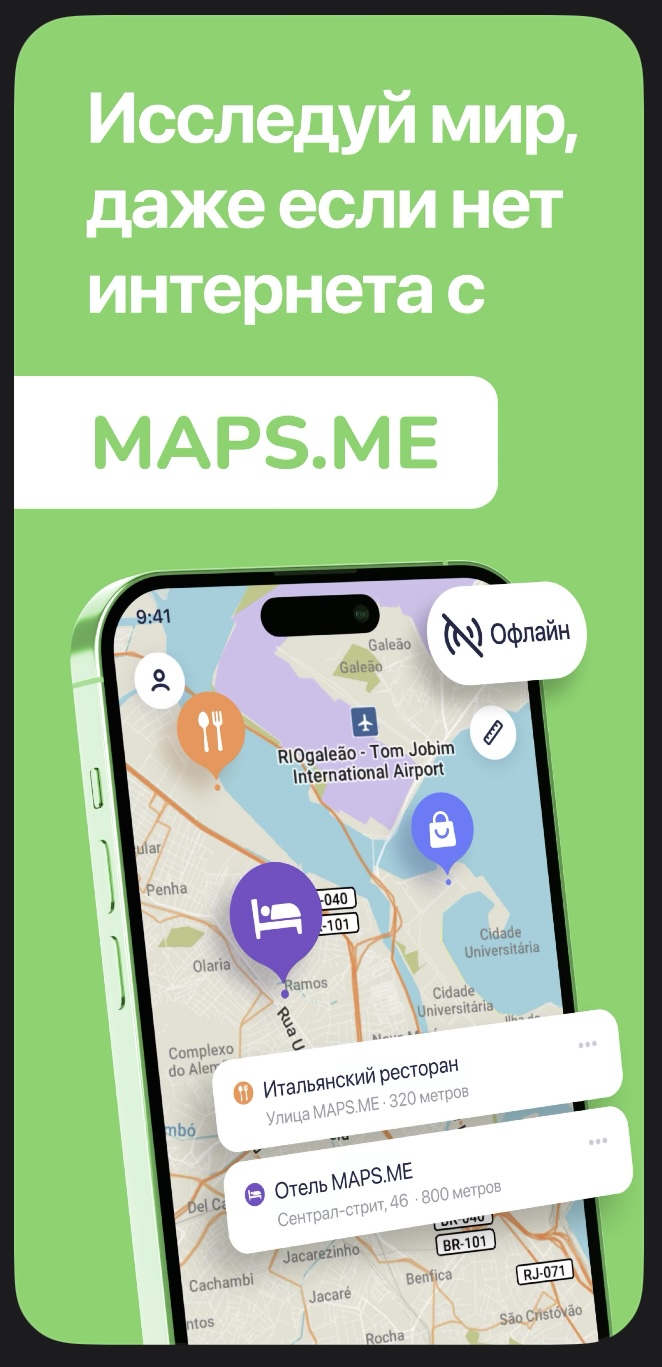 Исследуй мир,
даже если нет
интернета с
MAPS.ME
9:41
Офлайн
Galeão
Galeão
RIOgaleão - Tom Jobim
International Airport
Penha
-040
-101
Olaria
Cidade
Universitária
Ramos
Cidade
Universitária
Rua U
Complexo
do Alem
Итальянский ресторан
Улица MAPS.ME · 320 метров
mbó
Отель MAPS.ME
Сентрал-стрит, 46 · 800 метров
Del Ca
BR-040
BR-101
Jacarezinho
Cachambi
Benfica
RJ-071
Jacaré
São Cristóvão
ntos
Rocha